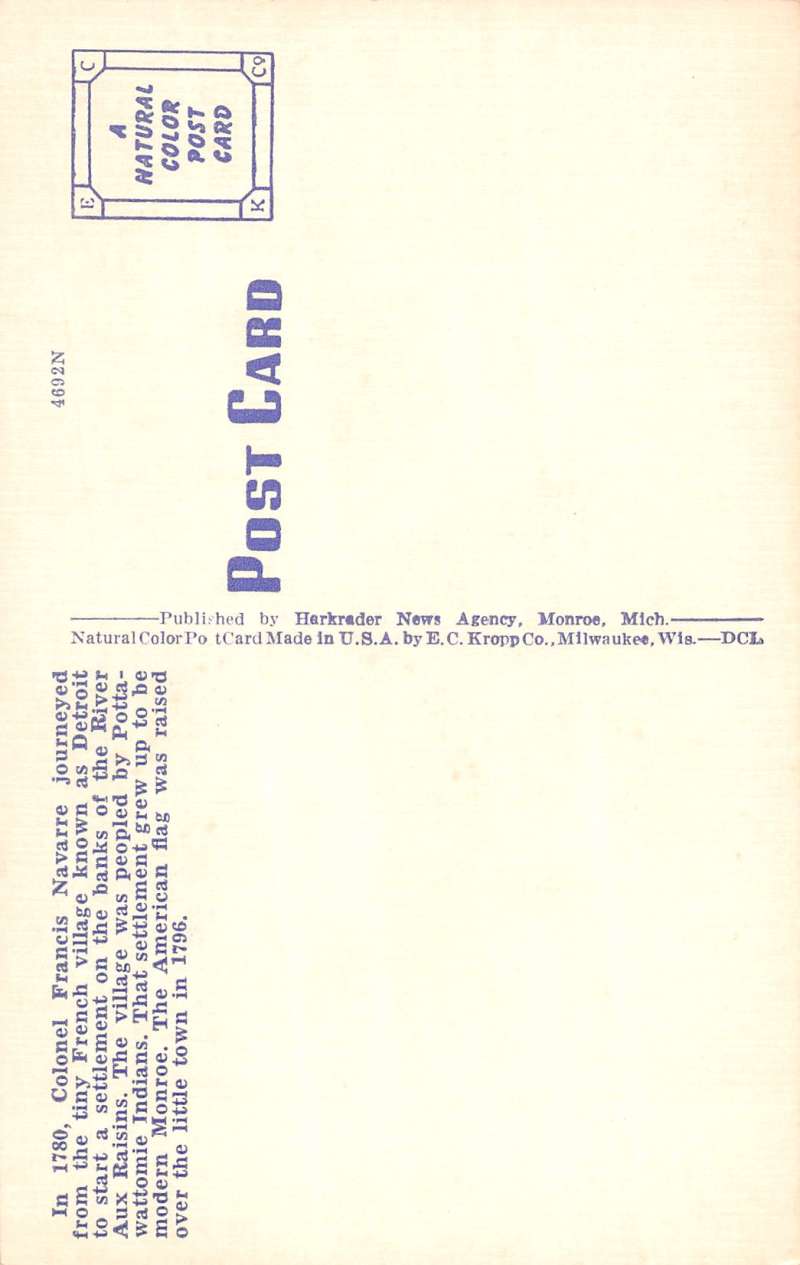 In 1780, Colonel Francis Navarre journeyed
from the tiny French village known as Detroit
to start a settlement on the banks of the River
Aux Raisins. The village was peopled by Potta-
wattomie Indians. That settlement grew up to be
modern Monroe. The American flag was raised
over the little town in 1796.
Published by Harkrader News Agency, Monroe, Mich.
Natural Color Po tCard Made in U.S.A. by E. C. Kropp Co., Milwaukee, Wis.—DCL
4692N
POST CARD
E C
A
NATURAL
COLOR
POST
CARD
K Co